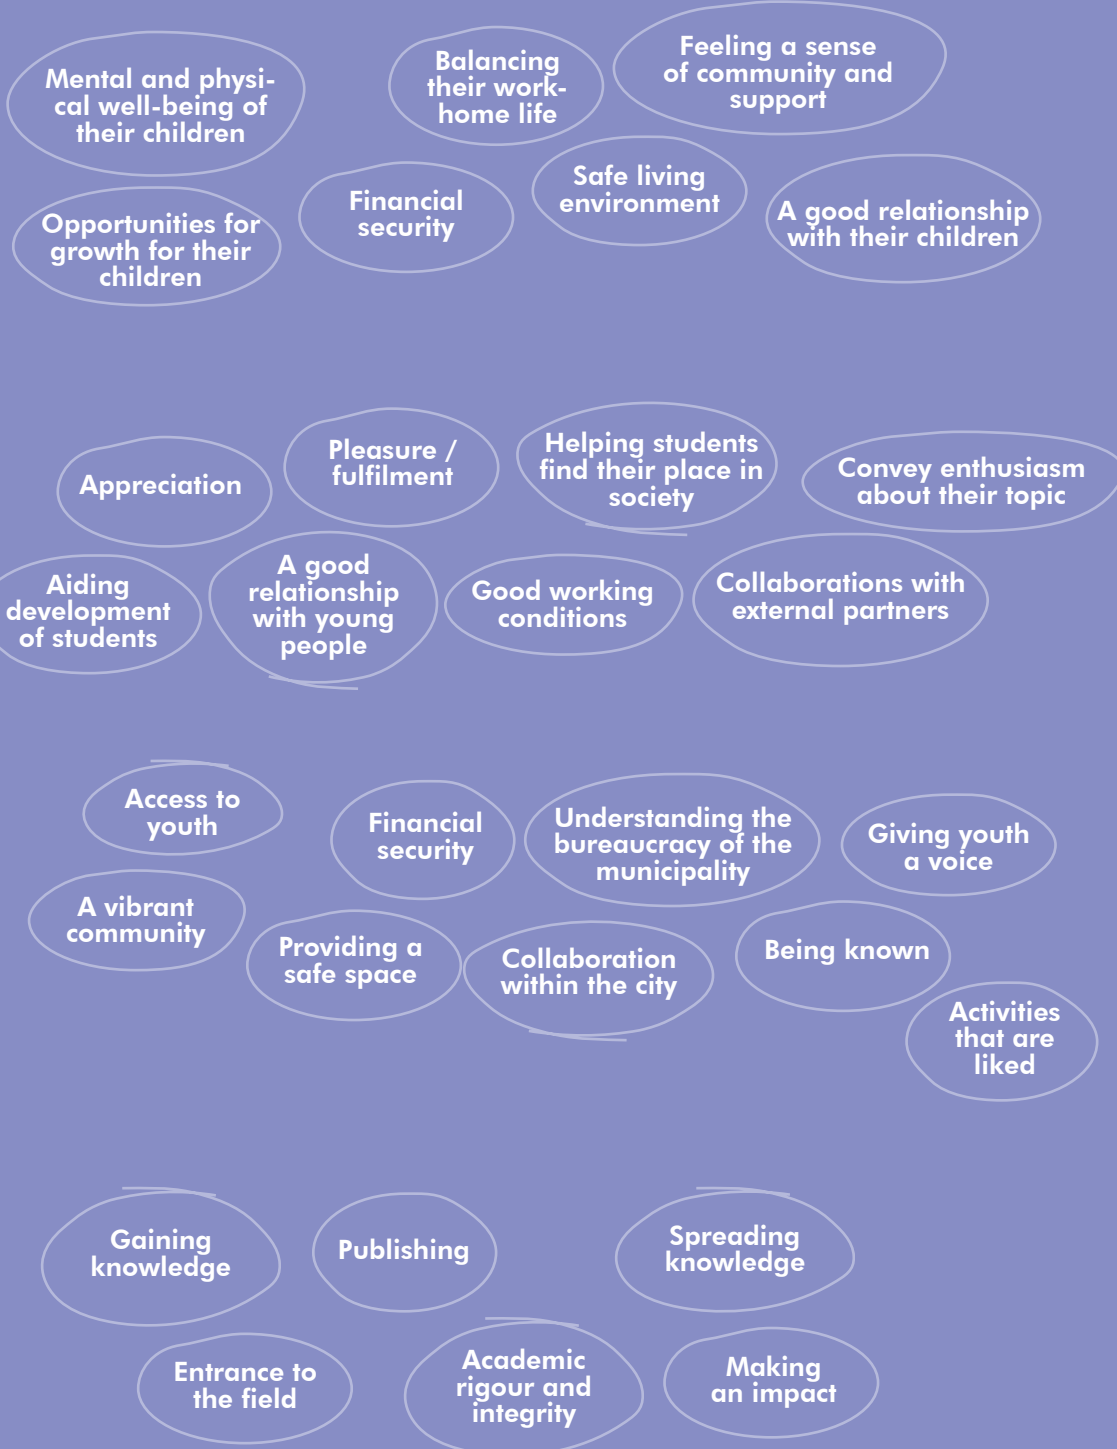 Mental and physi-
cal well-being of
their children
Balancing
their work-
home life
Feeling a sense
of community and
support
Opportunities for
growth for their
children
Financial
security
Safe living
environment
A good relationship
with their children
Appreciation
Pleasure /
fulfilment
Helping students
find their place in
society
Convey enthusiasm
about their topic
Aiding
development
of students
A good
relationship
with young
people
Good working
conditions
Collaborations with
external partners
Access to
youth
Financial
security
Understanding the
bureaucracy of the
municipality
Giving youth
a voice
A vibrant
community
Providing a
safe space
Collaboration
within the city
Being known
Activities
that are
liked
Gaining
knowledge
Publishing
Spreading
knowledge
Entrance to
the field
Academic
rigour and
integrity
Making
an impact